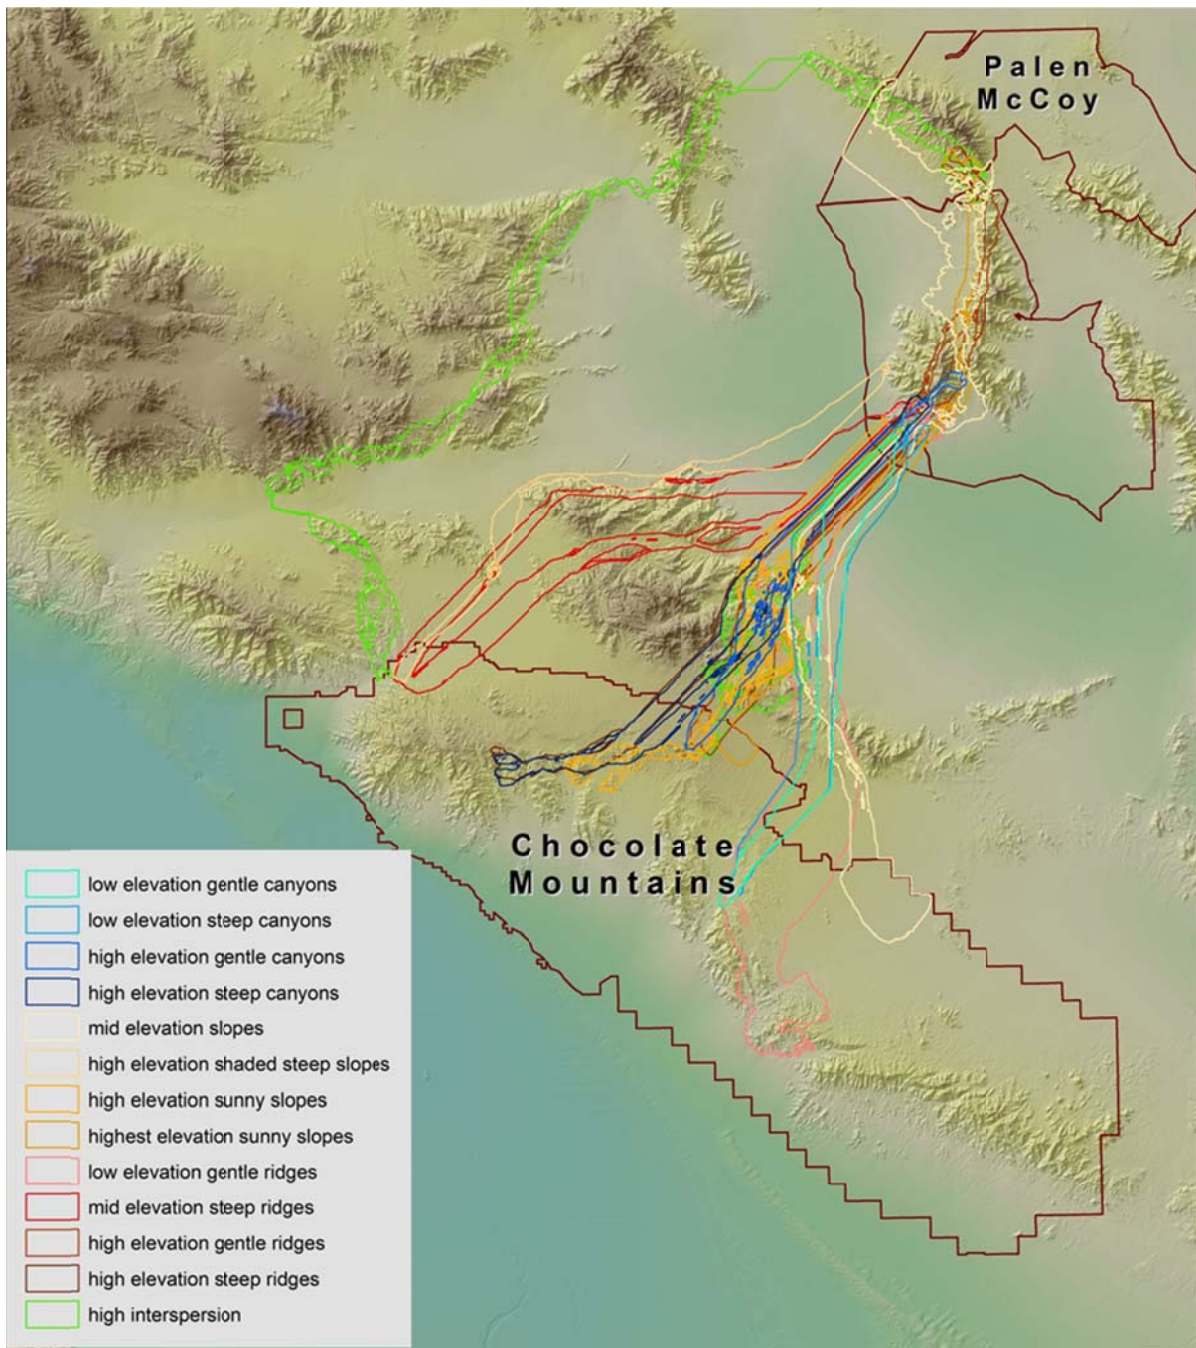 Palen
McCoy
Chocolate
Mountains
low elevation gentle canyons
low elevation steep canyons
high elevation gentle canyons
high elevation steep canyons
mid elevation slopes
high elevation shaded steep slopes
high elevation sunny slopes
highest elevation sunny slopes
low elevation gentle ridges
mid elevation steep ridges
high elevation gentle ridges
high elevation steep ridges
high interspersion